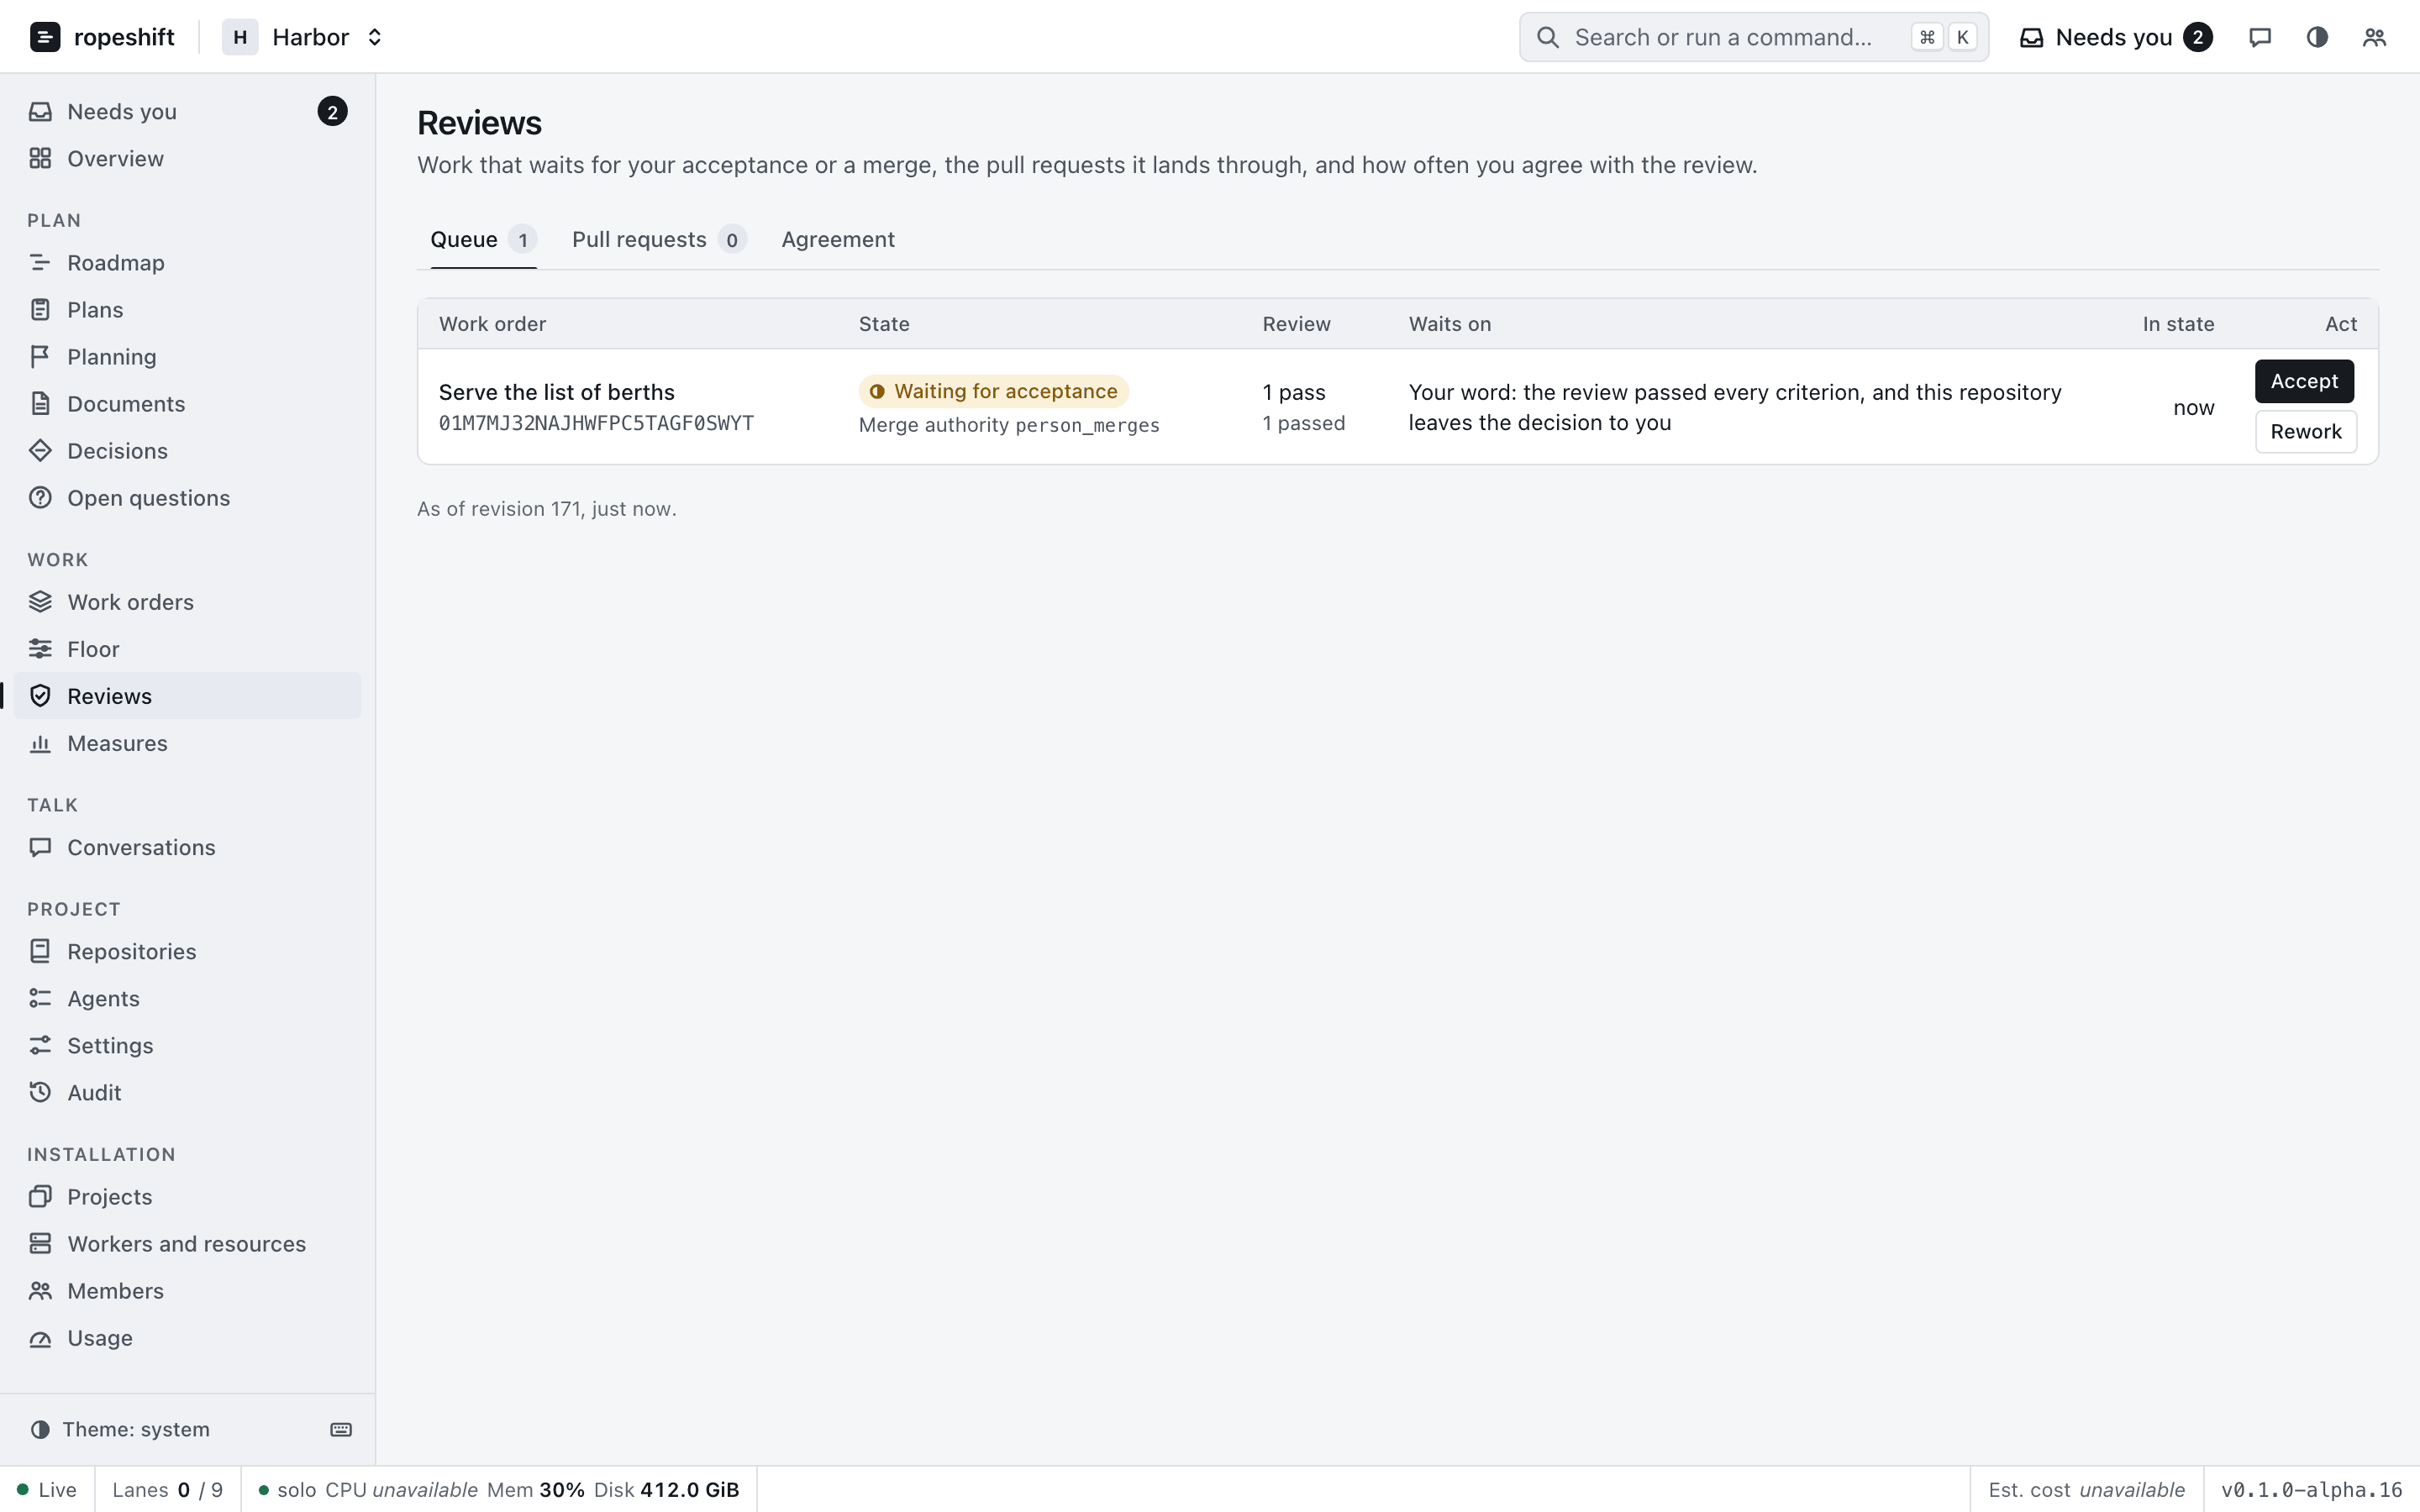 ropeshift
H Harbor
Search or run a command... ⌘ K
Needs you 2
Needs you 2
Overview
PLAN
Roadmap
Plans
Planning
Documents
Decisions
Open questions
WORK
Work orders
Floor
Reviews
Measures
TALK
Conversations
PROJECT
Repositories
Agents
Settings
Audit
INSTALLATION
Projects
Workers and resources
Members
Usage
Theme: system
Reviews
Work that waits for your acceptance or a merge, the pull requests it lands through, and how often you agree with the review.
Queue 1 Pull requests 0 Agreement
Work order State Review Waits on In state Act
Serve the list of berths
01M7MJ32NAJHWFPC5TAGF0SWYT
Waiting for acceptance
Merge authority person_merges
1 pass
1 passed
Your word: the review passed every criterion, and this repository
leaves the decision to you
now
Accept
Rework
As of revision 171, just now.
Live Lanes 0 / 9 solo CPU unavailable Mem 30% Disk 412.0 GiB Est. cost unavailable v0.1.0-alpha.16